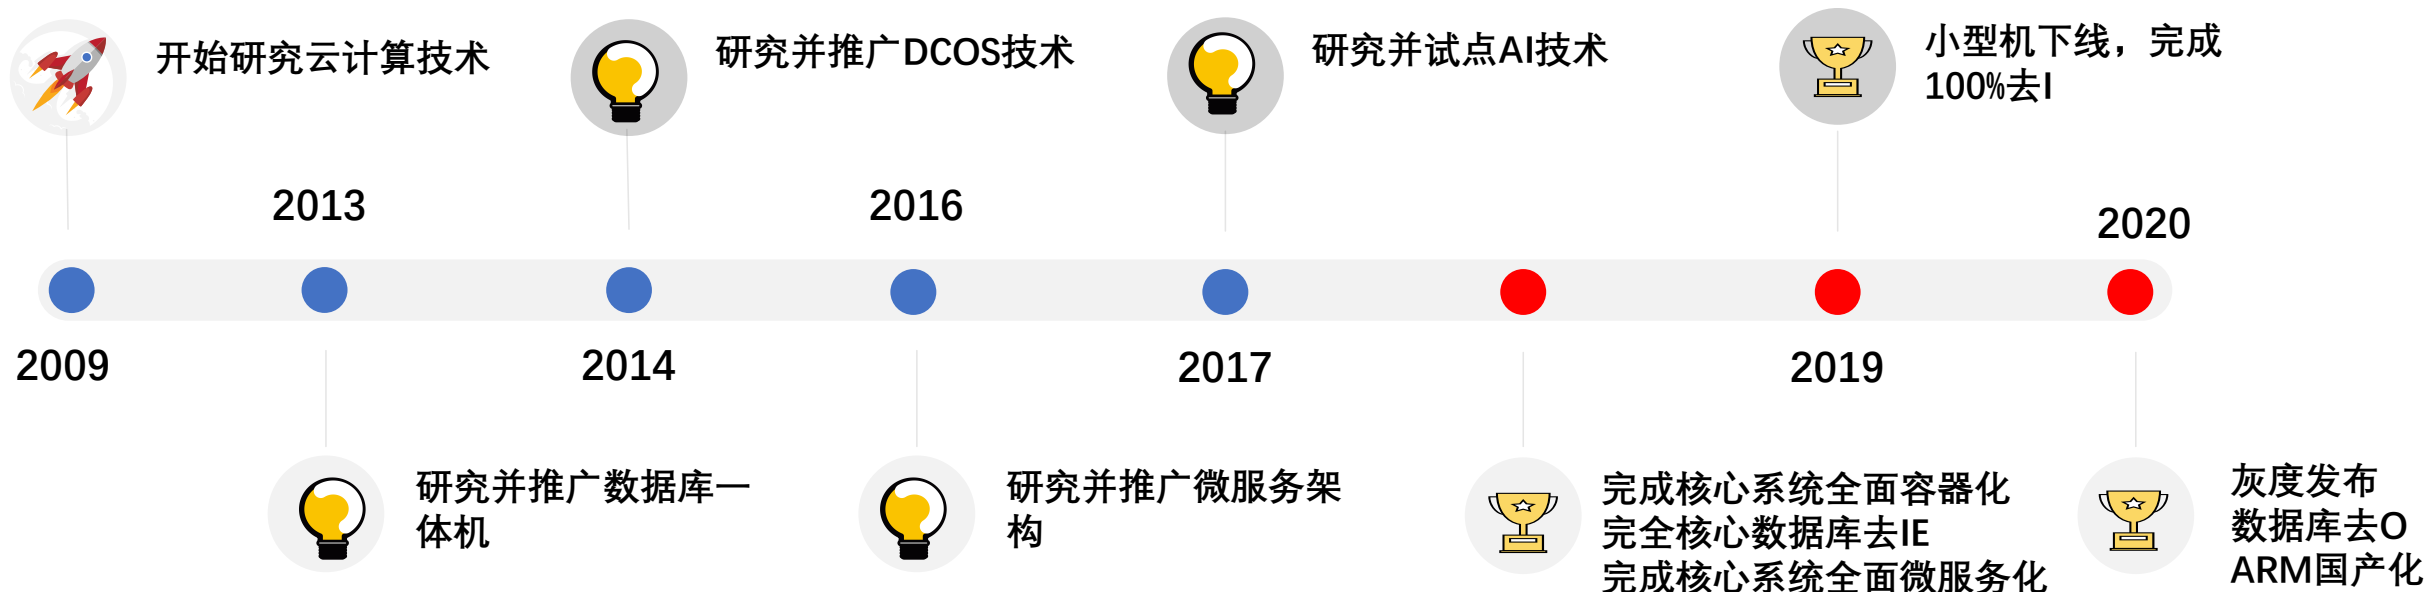 开始研究云计算技术
研究并推广DCOS技术
研究并试点AI技术
小型机下线，完成
100%去I
2013
2016
2020
2009
2014
2017
2019
研究并推广数据库一
体机
研究并推广微服务架
构
完成核心系统全面容器化
完全核心数据库去IE
完成核心系统全面微服务化
灰度发布
数据库去O
ARM国产化